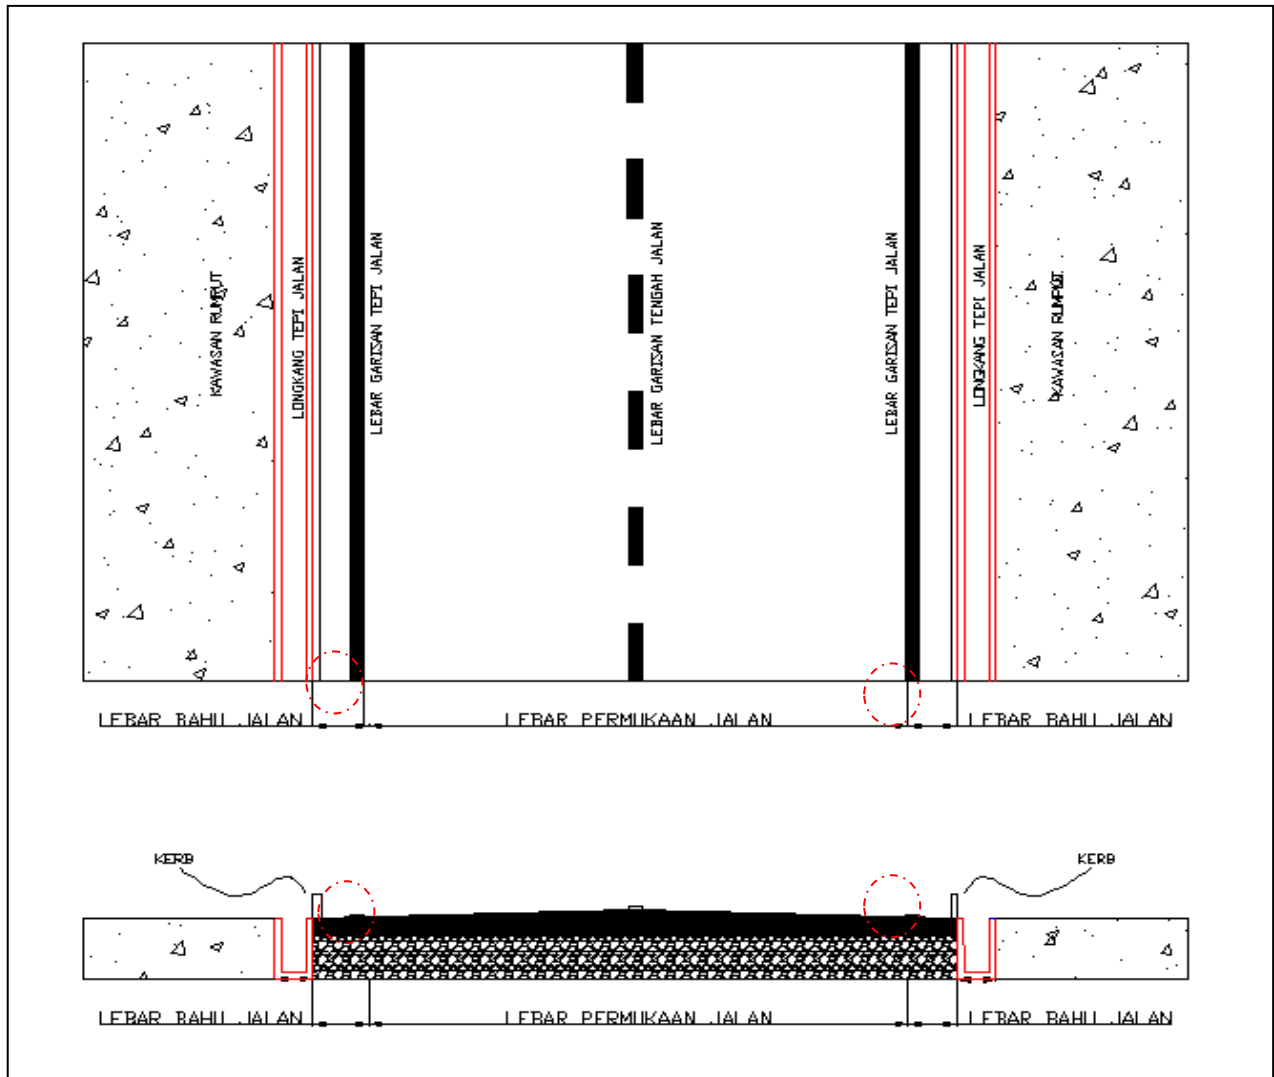 KAWASAN RUMPUT
LONGKANG TEPI JALAN
LEBAR GARISAN TEPI JALAN
LEBAR GARISAN TENGAH JALAN
LEBAR GARISAN TEPI JALAN
LONGKANG TEPI JALAN
KAWASAN RUMPUT
LEBAR BAHU JALAN
LEBAR PERMUKAAN JALAN
LEBAR BAHU JALAN
KERB
KERB
LEBAR BAHU JALAN
LEBAR PERMUKAAN JALAN
LEBAR BAHU JALAN